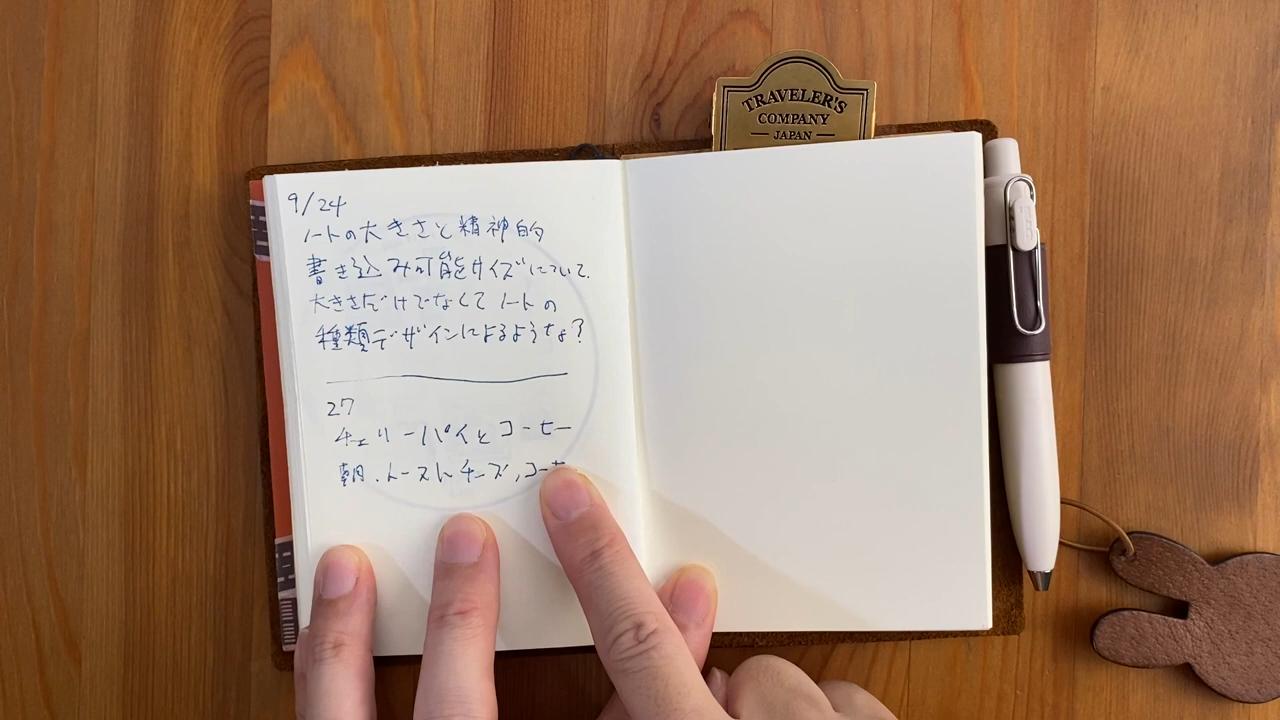 TRAVELER'S
COMPANY
JAPAN
9/24
ノートの大きさと精神的
書き込み可能サイズについて.
大きさだけでなくて ノートの
種類デザインによるような?
27
チェリーパイとコーヒー
朝.トーストチーズ,コーヒ